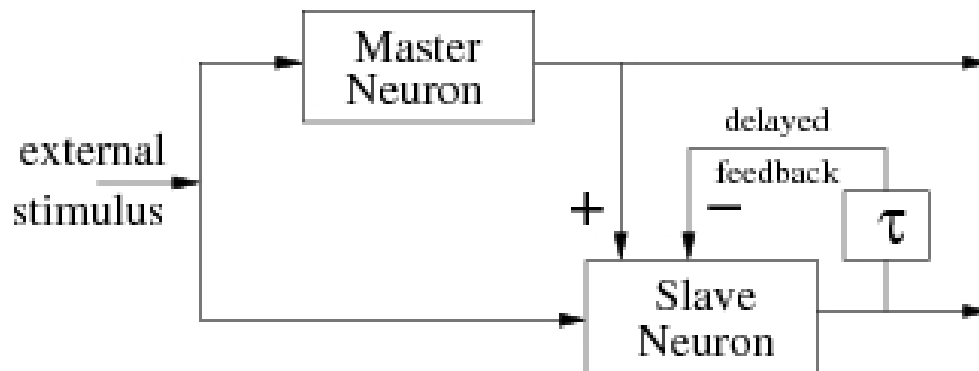 Master
Neuron
external
stimulus
delayed
feedback
+
−
τ
Slave
Neuron